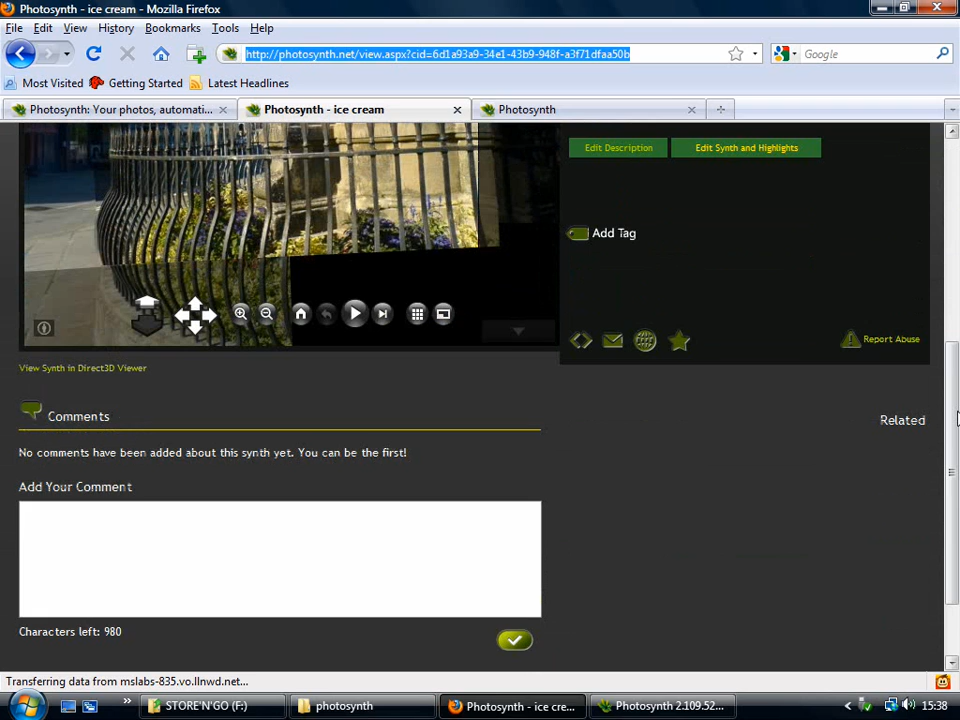 Photosynth - ice cream - Mozilla Firefox
File Edit View History Bookmarks Tools Help
http://photosynth.net/view.aspx?cid=6d1a93a9-34e1-43b9-948f-a3f71dfaa50b
Google
Most Visited Getting Started Latest Headlines
Photosynth: Your photos, automati... Photosynth - ice cream Photosynth
Edit Description Edit Synth and Highlights
Add Tag
Report Abuse
View Synth in Direct3D Viewer
Comments
Related
No comments have been added about this synth yet. You can be the first!
Add Your Comment
Characters left: 980
Transferring data from mslabs-835.vo.llnwd.net...
STORE'N'GO (F:) photosynth Photosynth - ice cre... Photosynth 2.109.52... 15:38